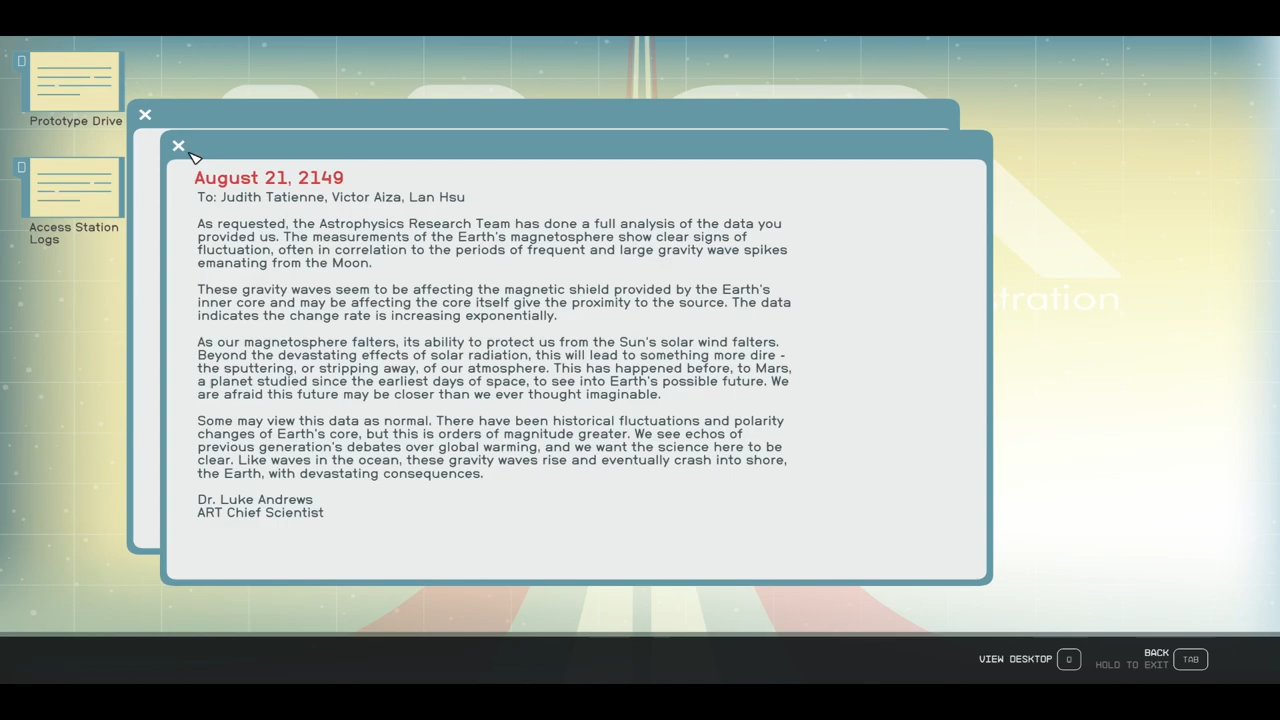 Prototype Drive
Access Station
Logs
August 21, 2149
To: Judith Tatienne, Victor Aiza, Lan Hsu
As requested, the Astrophysics Research Team has done a full analysis of the data you
provided us. The measurements of the Earth's magnetosphere show clear signs of
fluctuation, often in correlation to the periods of frequent and large gravity wave spikes
emanating from the Moon.
These gravity waves seem to be affecting the magnetic shield provided by the Earth's
inner core and may be affecting the core itself give the proximity to the source. The data
indicates the change rate is increasing exponentially.
As our magnetosphere falters, its ability to protect us from the Sun's solar wind falters.
Beyond the devastating effects of solar radiation, this will lead to something more dire -
the sputtering, or stripping away, of our atmosphere. This has happened before, to Mars,
a planet studied since the earliest days of space, to see into Earth's possible future. We
are afraid this future may be closer than we ever thought imaginable.
Some may view this data as normal. There have been historical fluctuations and polarity
changes of Earth's core, but this is orders of magnitude greater. We see echos of
previous generation's debates over global warming, and we want the science here to be
clear. Like waves in the ocean, these gravity waves rise and eventually crash into shore,
the Earth, with devastating consequences.
Dr. Luke Andrews
ART Chief Scientist
stration
VIEW DESKTOP Q
BACK
HOLD TO EXIT TAB